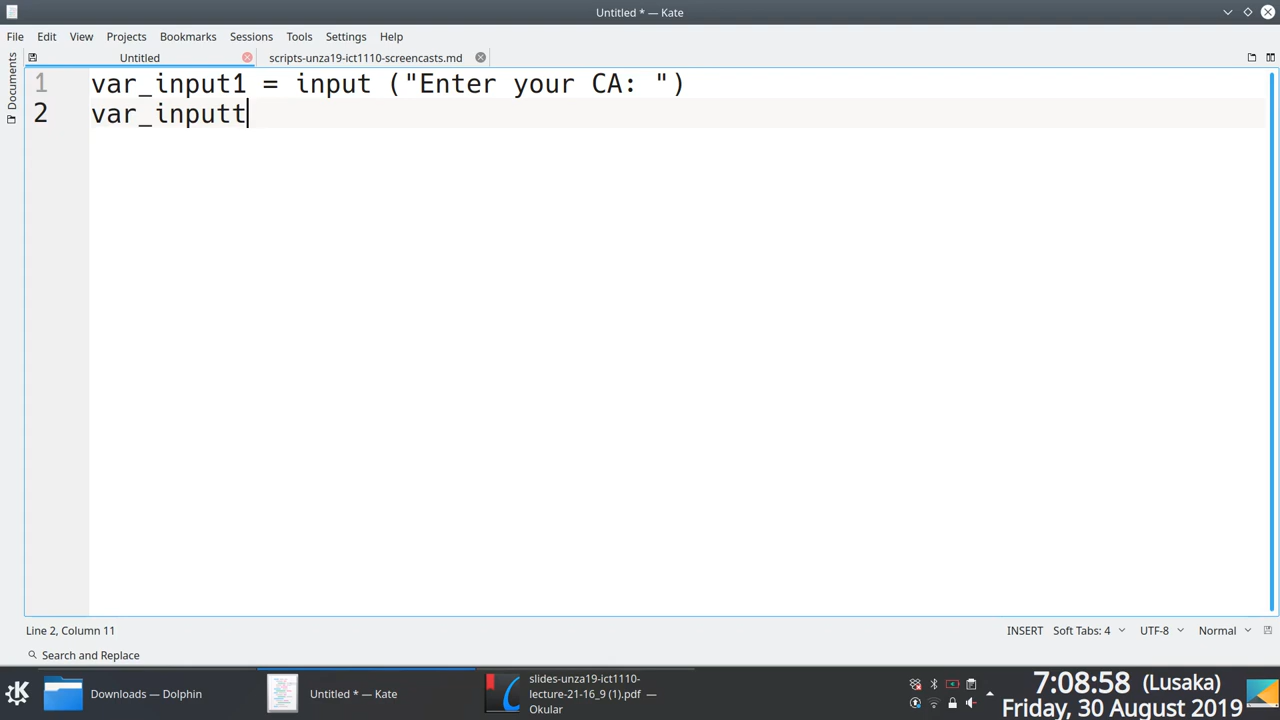 Untitled * — Kate
File Edit View Projects Bookmarks Sessions Tools Settings Help
Untitled scripts-unza19-ict1110-screencasts.md
Documents
1 var_input1 = input ("Enter your CA: ")
2 var_inputt
Line 2, Column 11 INSERT Soft Tabs: 4 UTF-8 Normal
Search and Replace
Downloads — Dolphin
Untitled * — Kate
slides-unza19-ict1110-
lecture-21-16_9 (1).pdf —
Okular
7:08:58 (Lusaka)
Friday, 30 August 2019